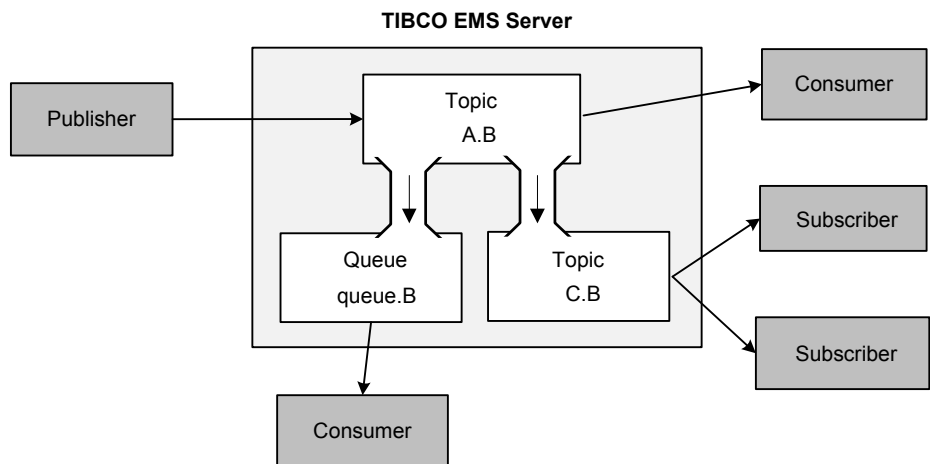 TIBCO EMS Server
Publisher
Topic
A.B
Consumer
Subscriber
Queue
queue.B
Topic
C.B
Subscriber
Consumer